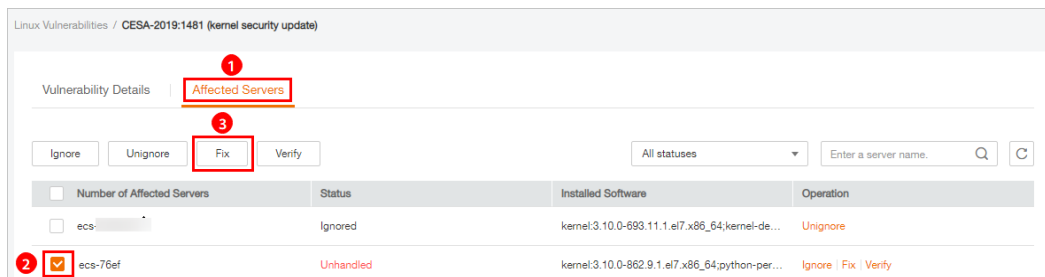 Linux Vulnerabilities / CESA-2019:1481 (kernel security update)
1
Vulnerability Details | Affected Servers
3
Ignore Unignore Fix Verify All statuses Enter a server name.
Number of Affected Servers Status Installed Software Operation
ecs- Ignored kernel:3.10.0-693.11.1.el7.x86_64;kernel-de... Unignore
2 ecs-76ef Unhandled kernel:3.10.0-862.9.1.el7.x86_64;python-per... Ignore | Fix | Verify